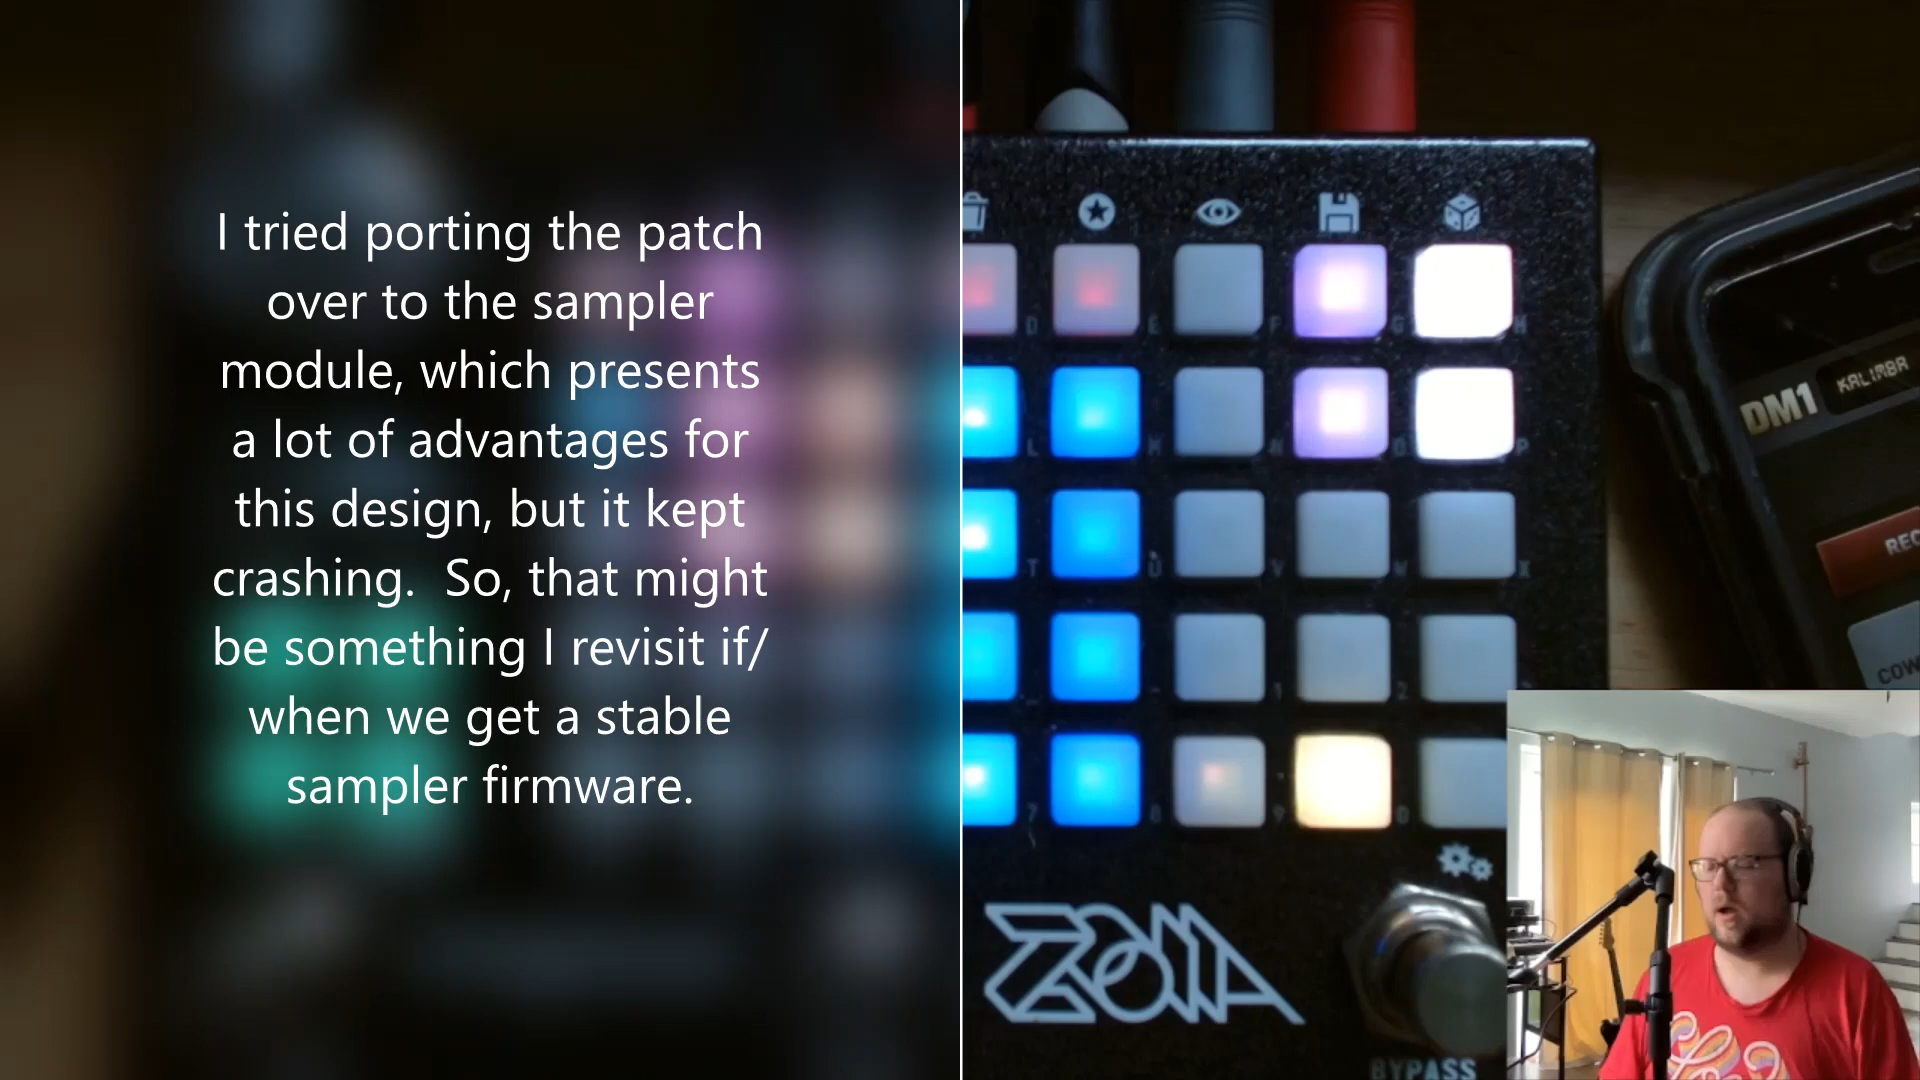 I tried porting the patch
over to the sampler
module, which presents
a lot of advantages for
this design, but it kept
crashing.  So, that might
be something I revisit if/
when we get a stable
sampler firmware.
DM1
KALIMBA
REC
COW
ZOIA
BYPASS